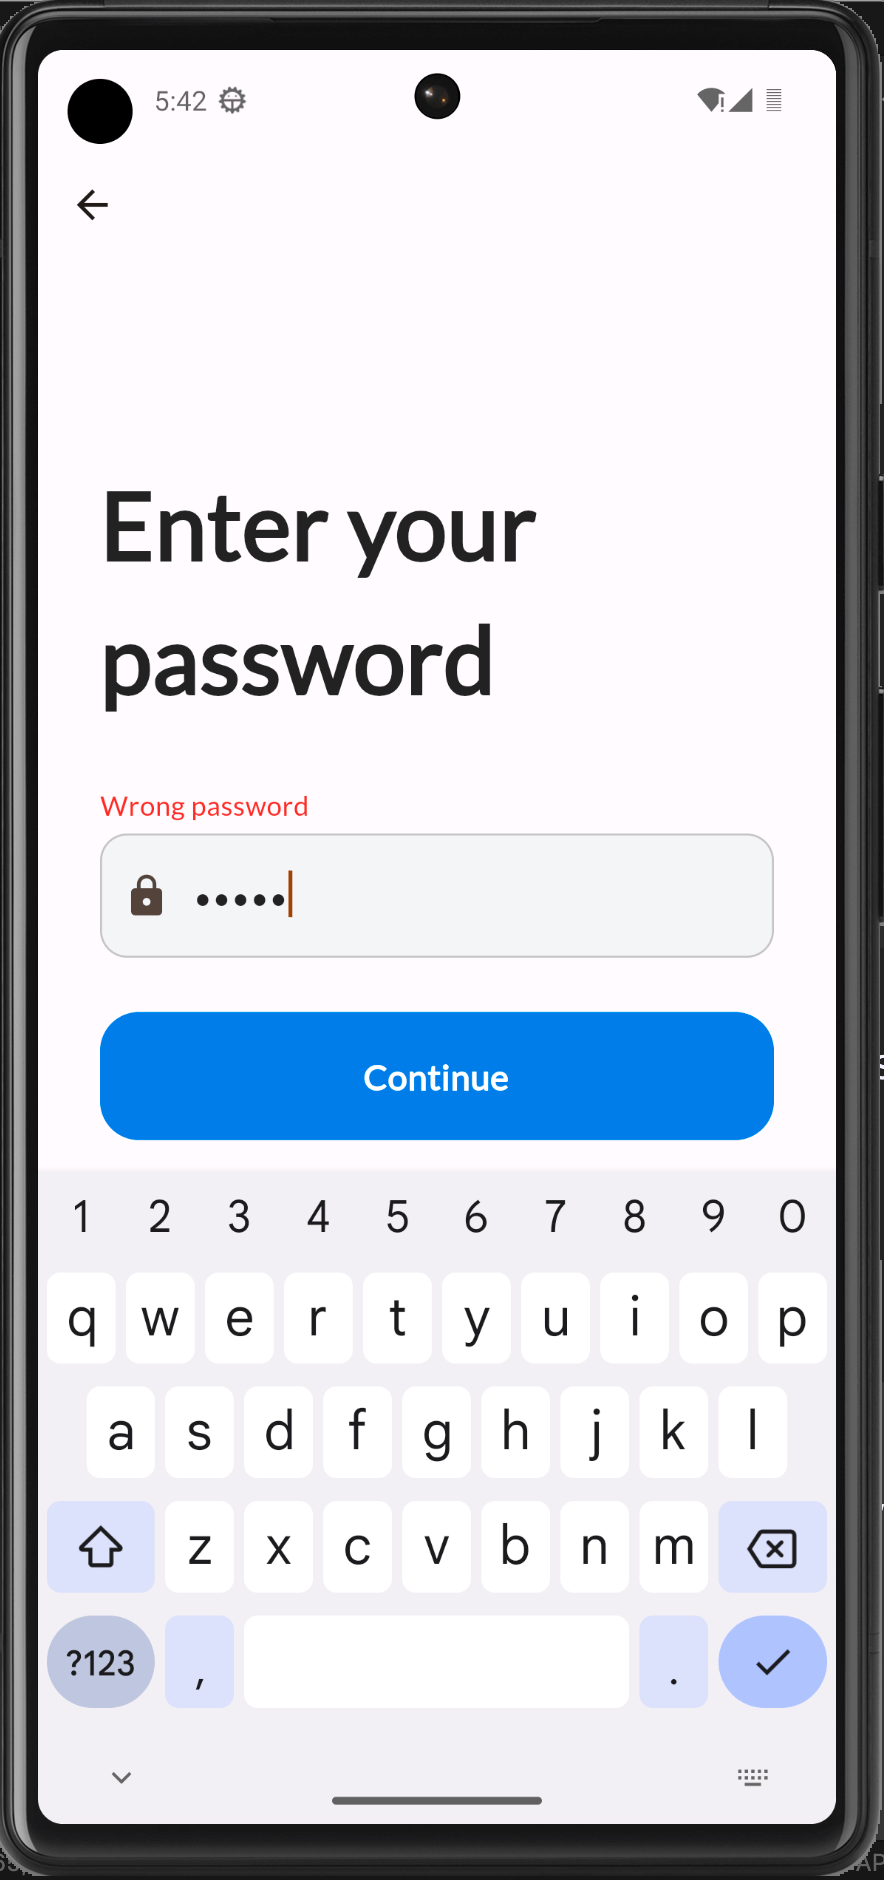 5:42
Enter your
password
Wrong password
•••••
Continue
1 2 3 4 5 6 7 8 9 0
q w e r t y u i o p
a s d f g h j k l
z x c v b n m
?123 , .